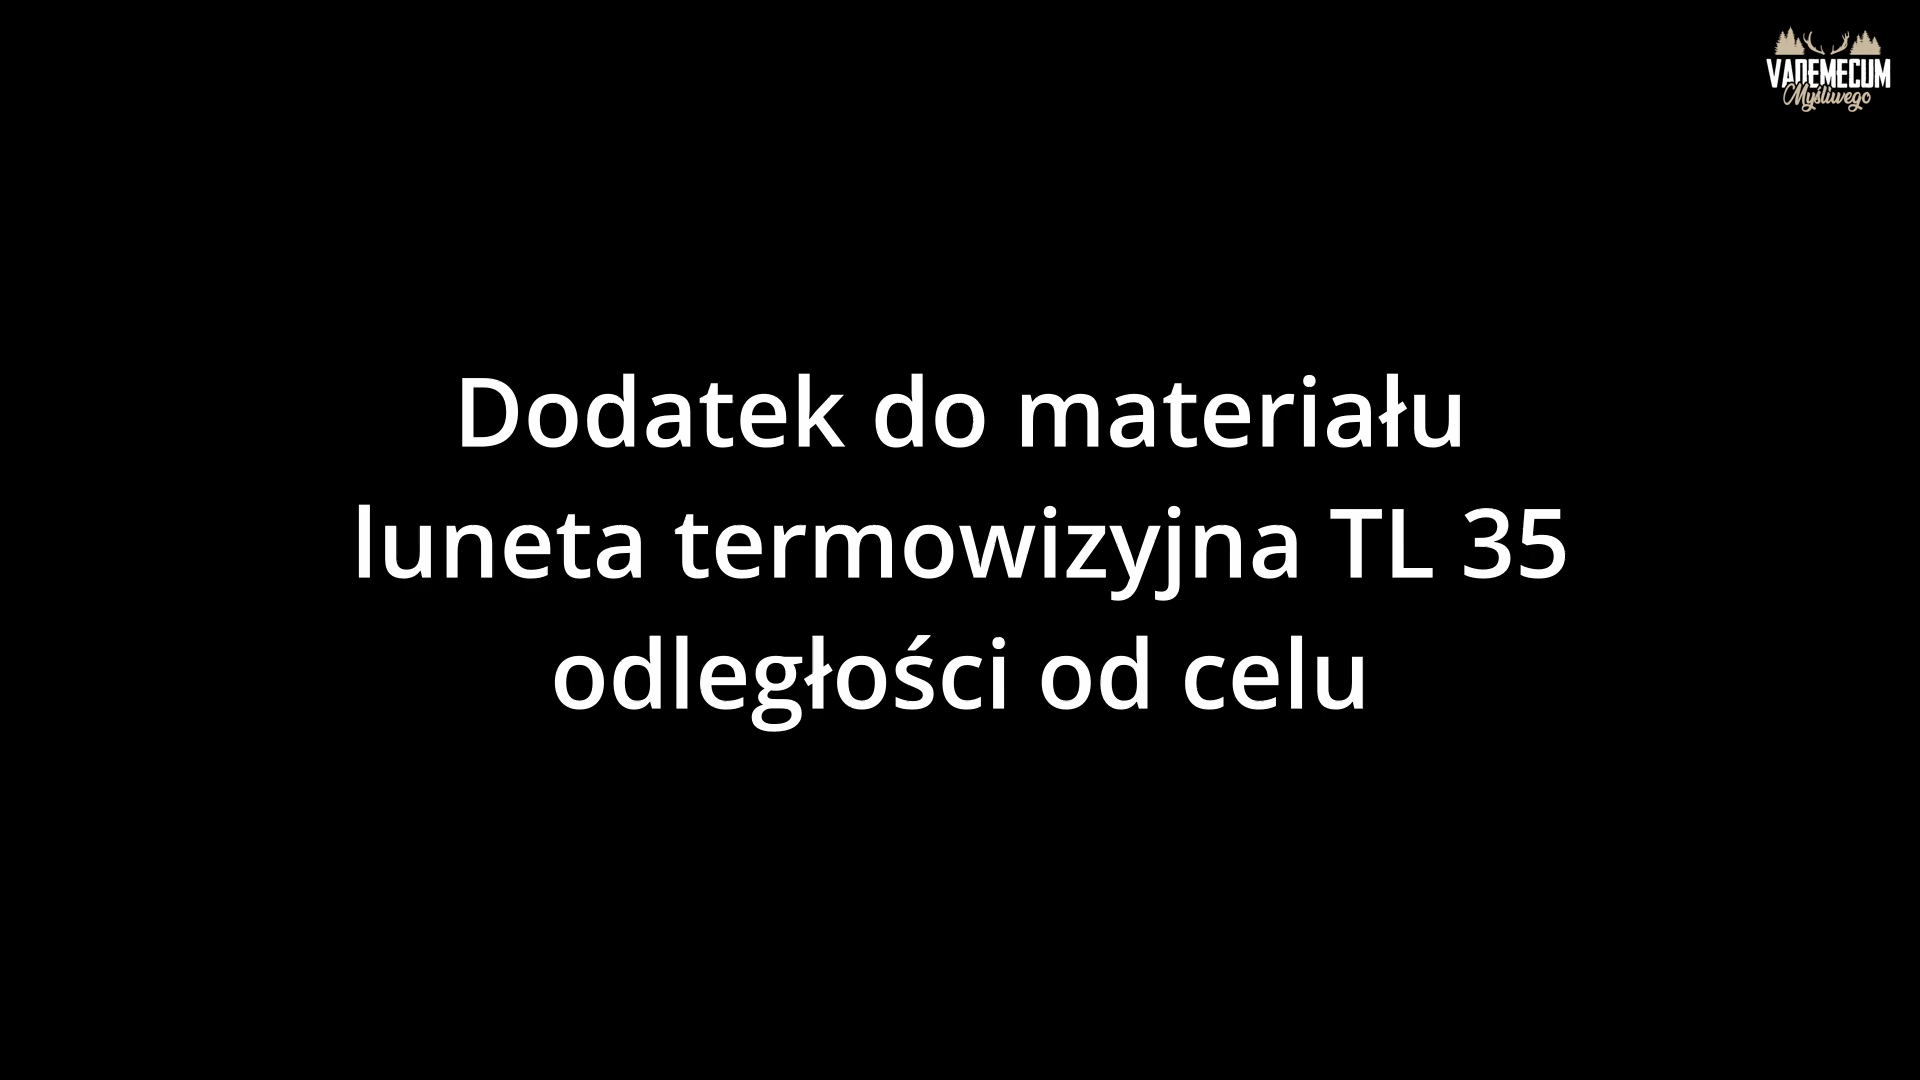 VADEMECUM
Myśliwego
Dodatek do materiału
luneta termowizyjna TL 35
odległości od celu